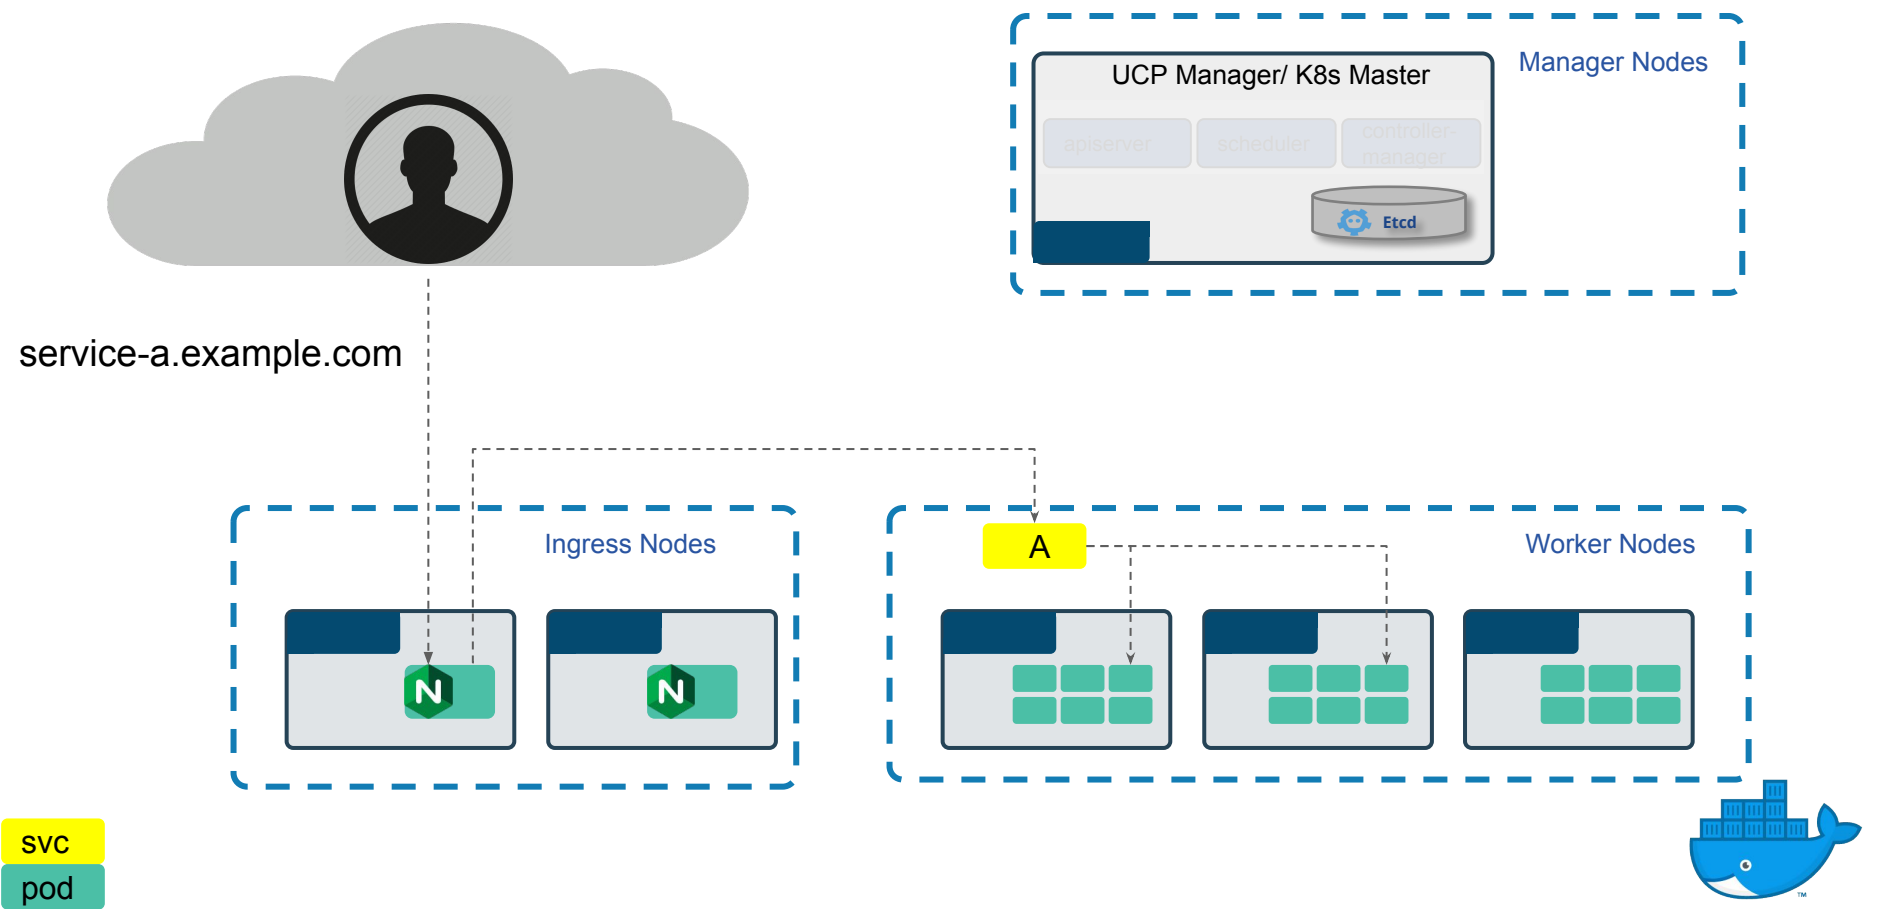 Manager Nodes
UCP Manager/ K8s Master
apiserver
scheduler
controller-
manager
Etcd
service-a.example.com
Ingress Nodes
A
Worker Nodes
N
N
svc
pod
TM